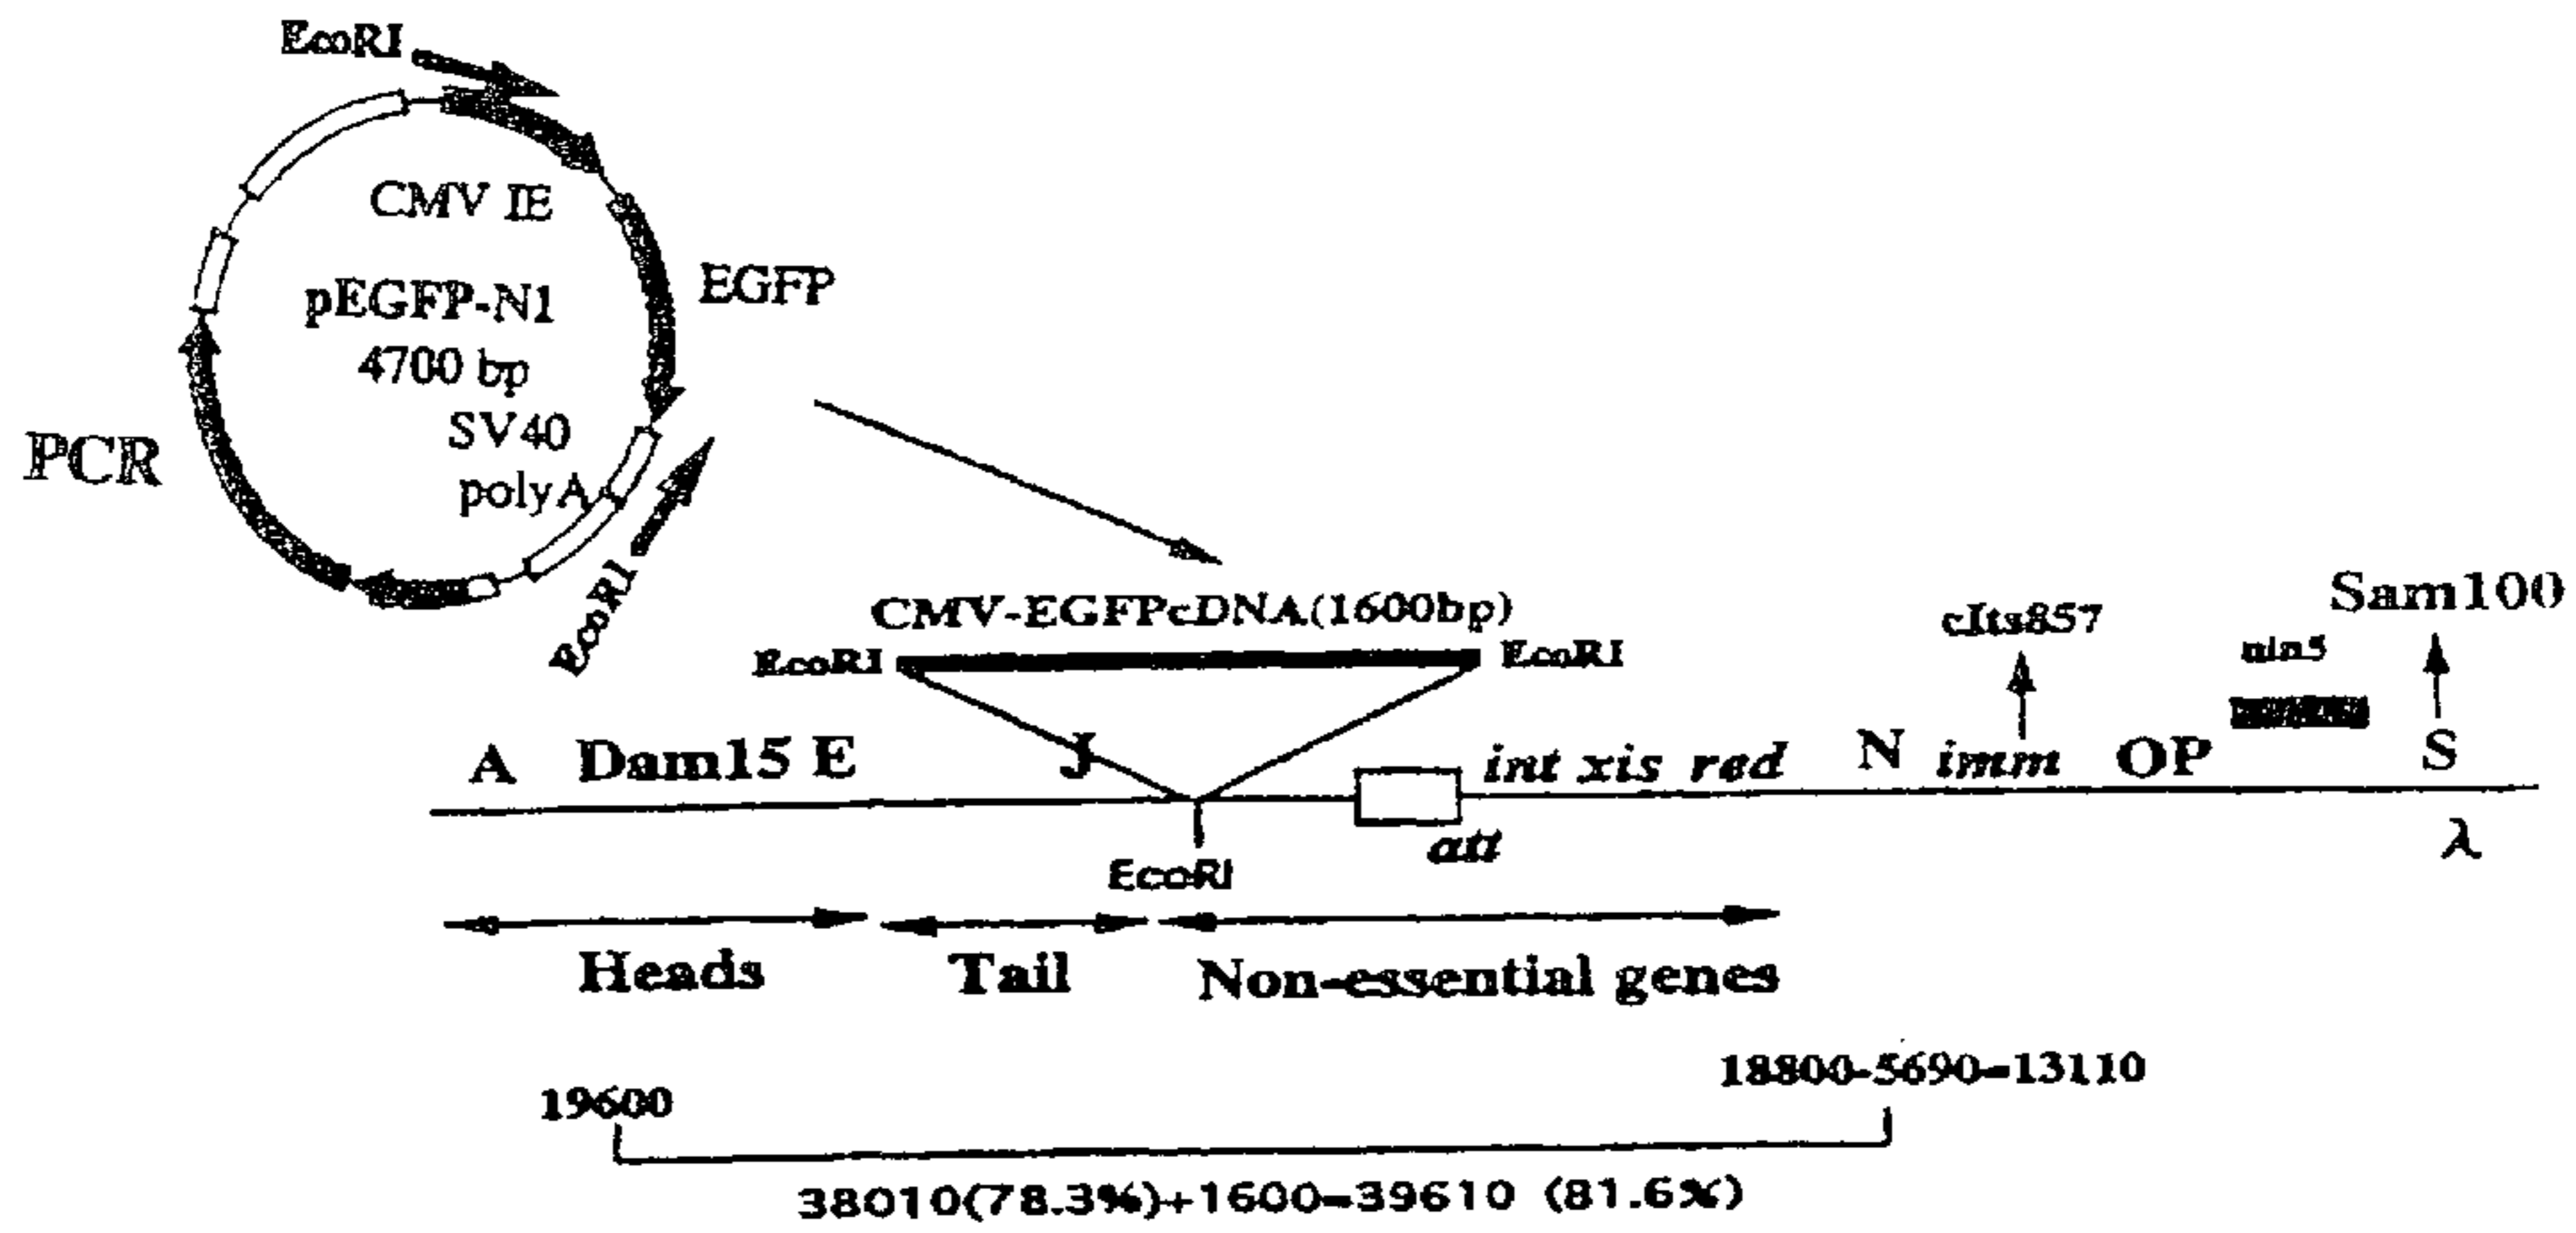 EcoRI
CMV IE
pEGFP-N1
4700 bp
SV40
polyA
EGFP
PCR
EcoRI
CMV-EGFPcDNA(1600bp)
EcoRI EcoRI
cIts857
nin5
Sam100
A Dam15 E J int xis red N imm OP S
att
λ
EcoRI
Heads Tail Non-essential genes
19600
18800-5690=13110
38010(78.3%)+1600=39610 (81.6%)